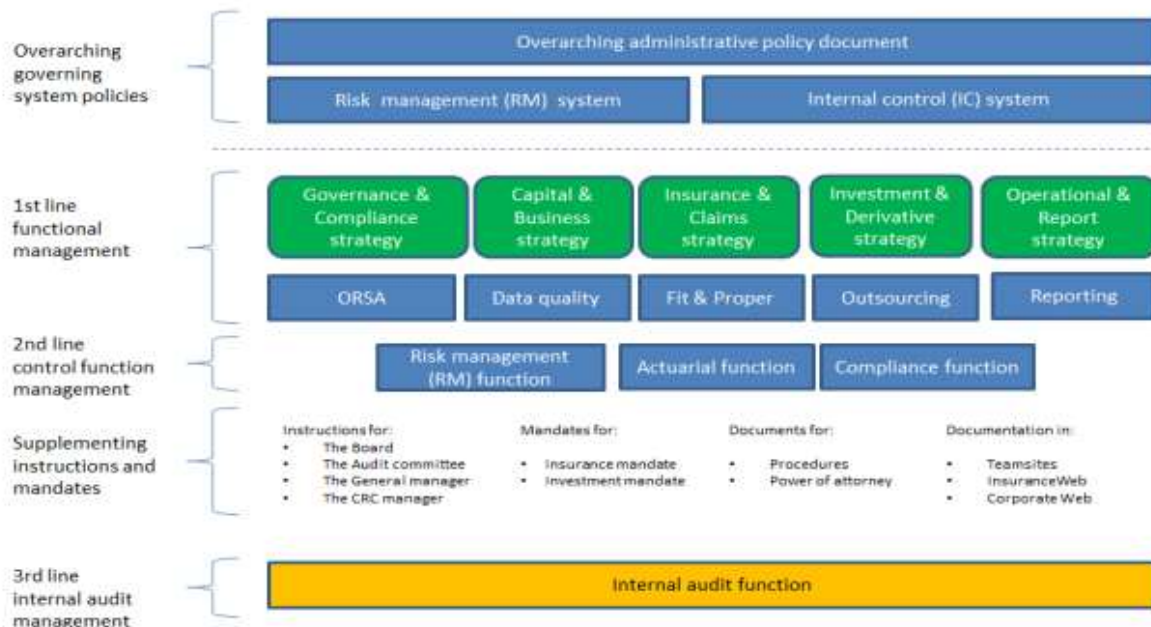 Overarching
governing
system policies
Overarching administrative policy document
Risk management (RM) system
Internal control (IC) system
1st line
functional
management
Governance &
Compliance
strategy
Capital &
Business
strategy
Insurance &
Claims
strategy
Investment &
Derivative
strategy
Operational &
Report
strategy
ORSA
Data quality
Fit & Proper
Outsourcing
Reporting
2nd line
control function
management
Risk management
(RM) function
Actuarial function
Compliance function
Supplementing
instructions and
mandates
Instructions for:
• The Board
• The Audit committee
• The General manager
• The CRC manager
Mandates for:
• Insurance mandate
• Investment mandate
Documents for:
• Procedures
• Power of attorney
Documentation in:
• Teamsites
• InsuranceWeb
• Corporate Web
3rd line
internal audit
management
Internal audit function